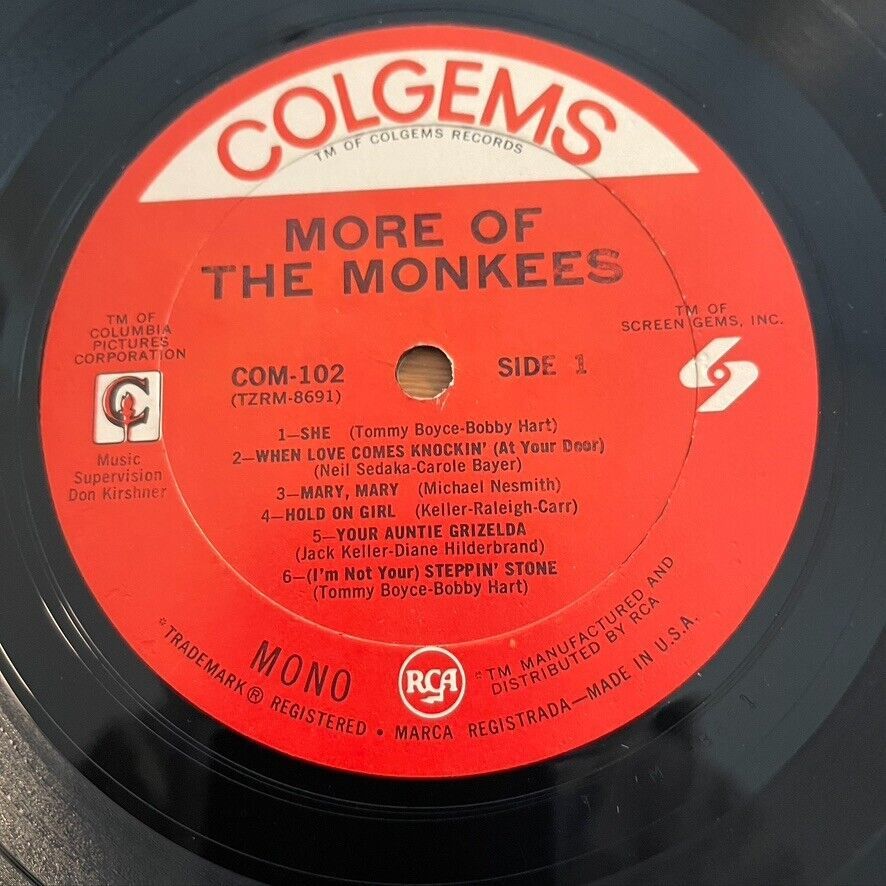 COLGEMS
TM OF COLGEMS RECORDS
MORE OF
THE MONKEES
TM OF
COLUMBIA
PICTURES
CORPORATION
C
Music
Supervision
Don Kirshner
TM OF
SCREEN GEMS, INC.
COM-102
(TZRM-8691)
SIDE 1
1—SHE (Tommy Boyce-Bobby Hart)
2—WHEN LOVE COMES KNOCKIN' (At Your Door)
(Neil Sedaka-Carole Bayer)
3—MARY, MARY (Michael Nesmith)
4—HOLD ON GIRL (Keller-Raleigh-Carr)
5—YOUR AUNTIE GRIZELDA
(Jack Keller-Diane Hilderbrand)
6—(I'm Not Your) STEPPIN' STONE
(Tommy Boyce-Bobby Hart)
MONO
RCA
*TM MANUFACTURED AND
DISTRIBUTED BY RCA
*TRADEMARK ® REGISTERED • MARCA REGISTRADA—MADE IN U.S.A.